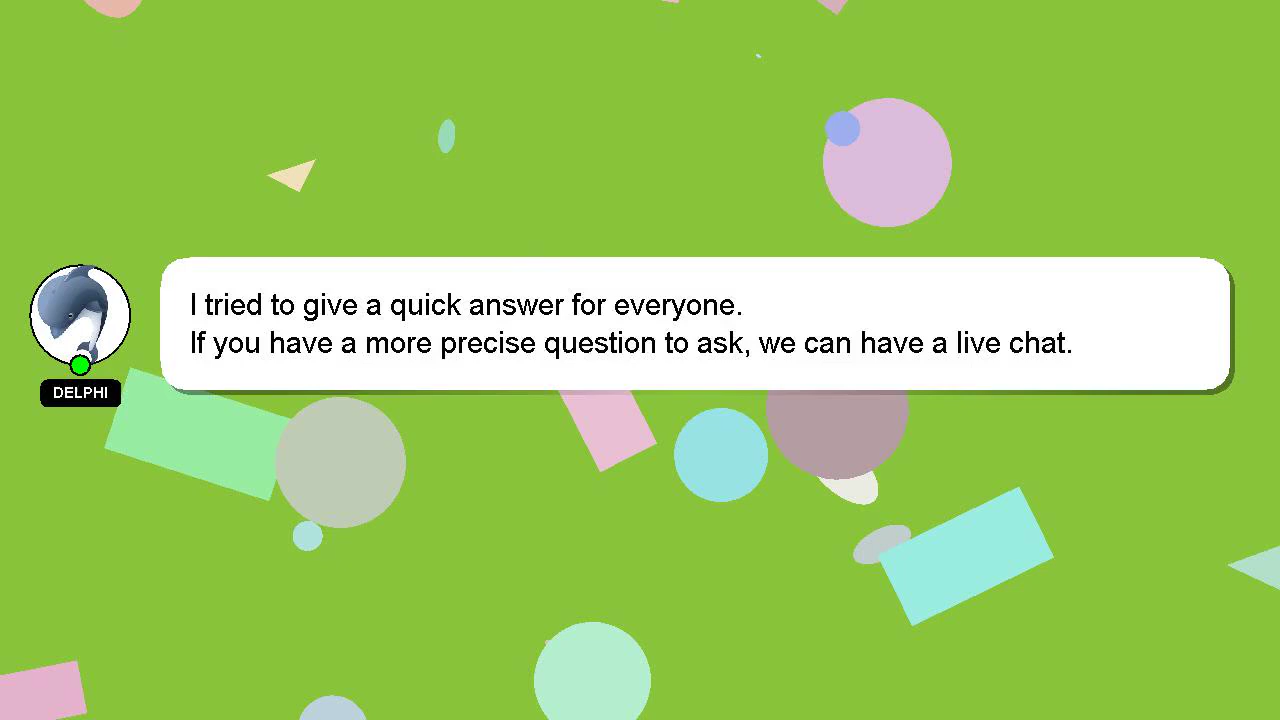 I tried to give a quick answer for everyone.
If you have a more precise question to ask, we can have a live chat.
DELPHI